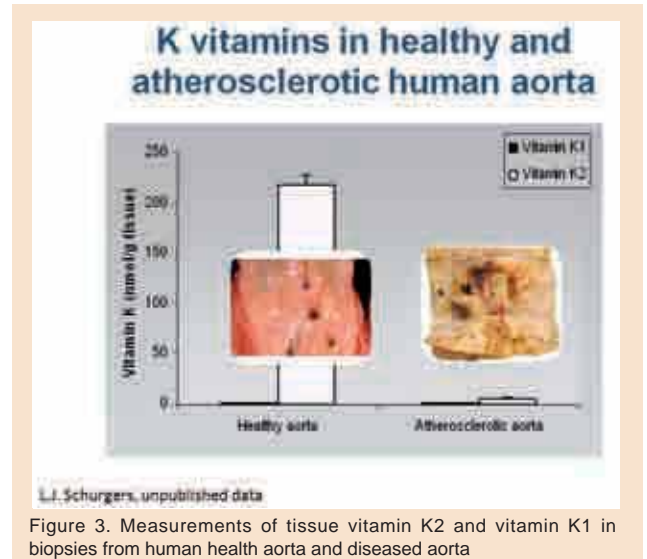 K vitamins in healthy and
atherosclerotic human aorta
Vitamin K1
Vitamin K2
Vitamin K (nmol/g tissue)
250
200
150
100
50
0
Healthy aorta
Atherosclerotic aorta
L.J. Schurgers, unpublished data
Figure 3. Measurements of tissue vitamin K2 and vitamin K1 in
biopsies from human health aorta and diseased aorta